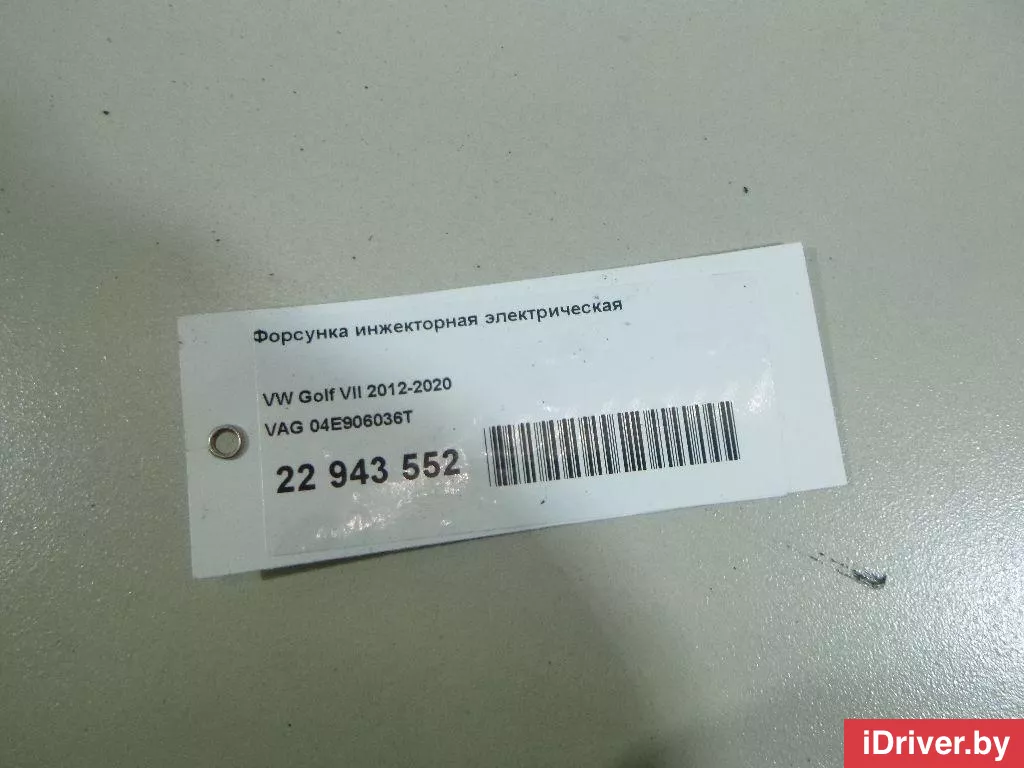 Форсунка инжекторная электрическая
VW Golf VII 2012-2020
VAG 04E906036T
22 943 552
iDriver.by